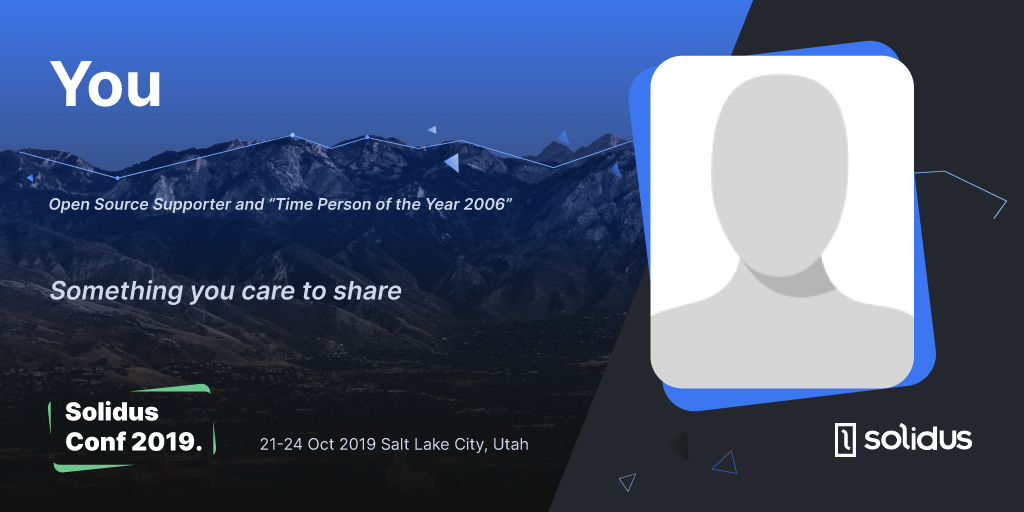 You
Open Source Supporter and “Time Person of the Year 2006”
Something you care to share
Solidus
Conf 2019.
21-24 Oct 2019 Salt Lake City, Utah
solidus